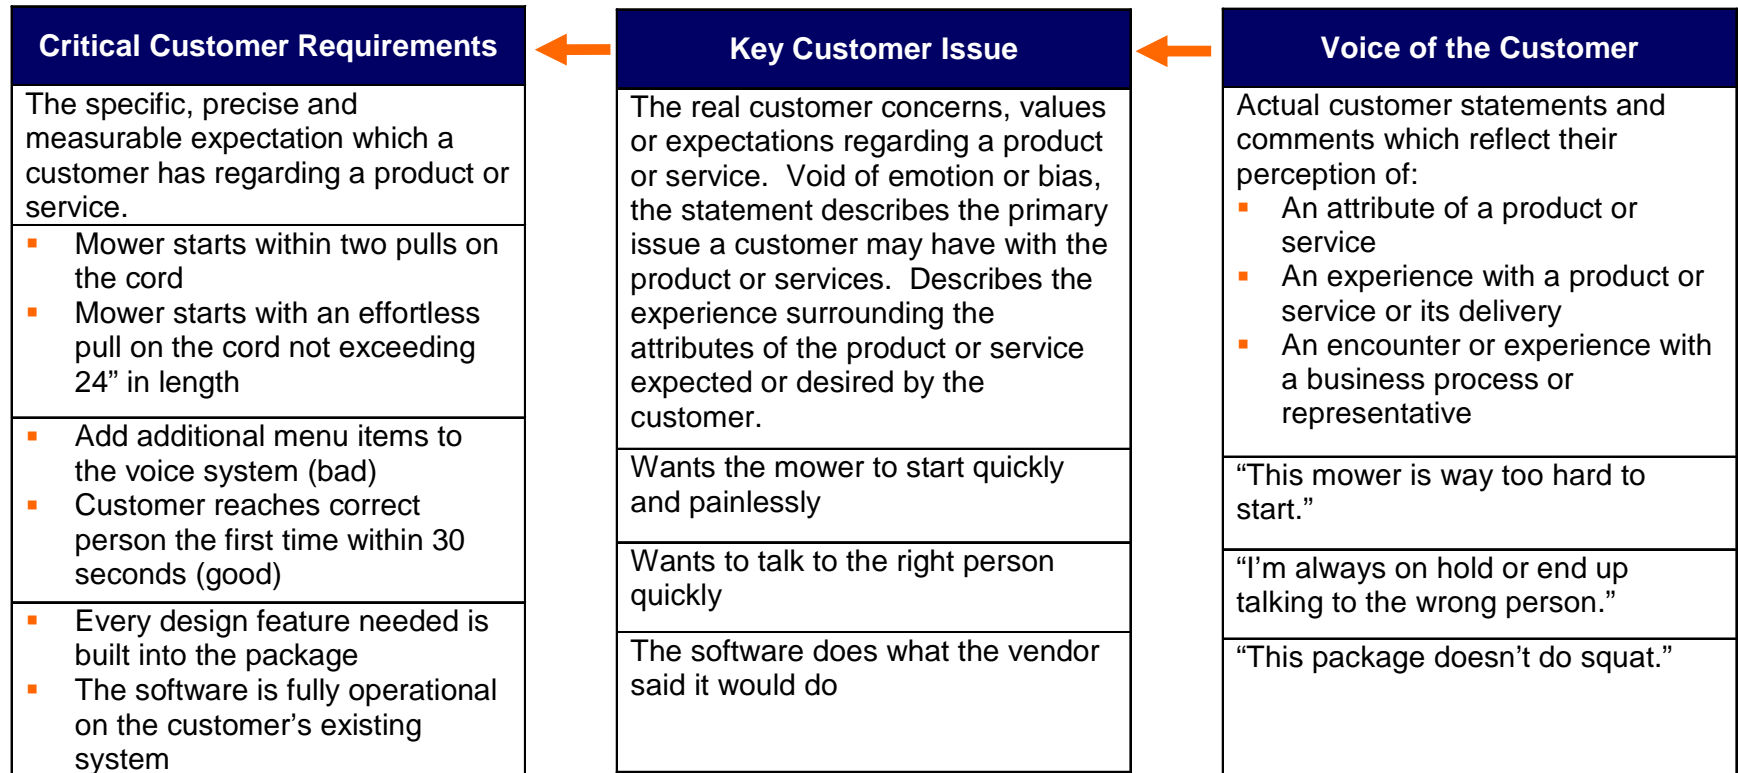 Critical Customer Requirements
The specific, precise and
measurable expectation which a
customer has regarding a product or
service.
▪ Mower starts within two pulls on
the cord
▪ Mower starts with an effortless
pull on the cord not exceeding
24” in length
▪ Add additional menu items to
the voice system (bad)
▪ Customer reaches correct
person the first time within 30
seconds (good)
▪ Every design feature needed is
built into the package
▪ The software is fully operational
on the customer’s existing
system
Key Customer Issue
The real customer concerns, values
or expectations regarding a product
or service.  Void of emotion or bias,
the statement describes the primary
issue a customer may have with the
product or services.  Describes the
experience surrounding the
attributes of the product or service
expected or desired by the
customer.
Wants the mower to start quickly
and painlessly
Wants to talk to the right person
quickly
The software does what the vendor
said it would do
Voice of the Customer
Actual customer statements and
comments which reflect their
perception of:
▪ An attribute of a product or
service
▪ An experience with a product or
service or its delivery
▪ An encounter or experience with
a business process or
representative
“This mower is way too hard to
start.”
“I’m always on hold or end up
talking to the wrong person.”
“This package doesn’t do squat.”